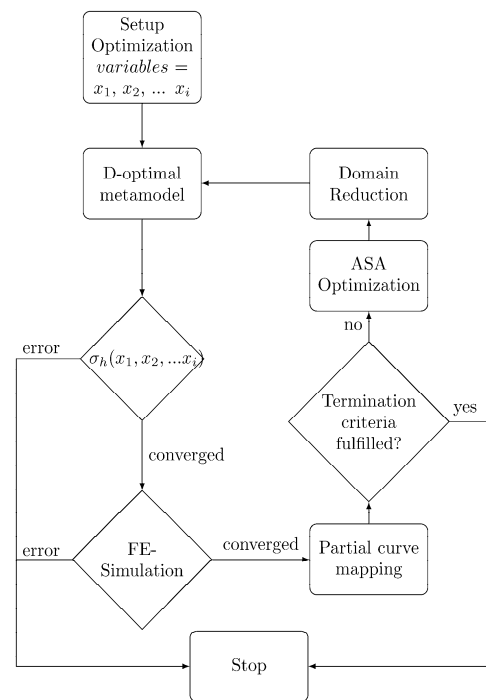 Setup
Optimization
variables =
x₁, x₂, ... xᵢ
D-optimal
metamodel
Domain
Reduction
ASA
Optimization
no
error
σₕ(x₁, x₂, ...xᵢ)
Termination
criteria
fulfilled?
yes
converged
error
FE-
Simulation
converged
Partial curve
mapping
Stop